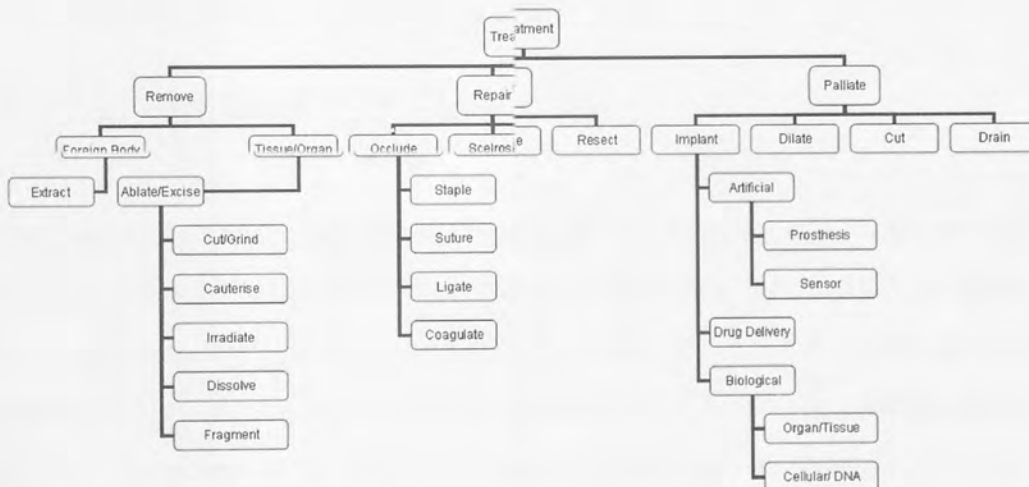 Treatment
Remove
Repair
Palliate
Foreign Body
Tissue/Organ
Occlude
Resect
Implant
Dilate
Cut
Drain
Extract
Ablate/Excise
Cut/Grind
Cauterise
Irradiate
Dissolve
Fragment
Staple
Suture
Ligate
Coagulate
Artificial
Prosthesis
Sensor
Drug Delivery
Biological
Organ/Tissue
Cellular/ DNA